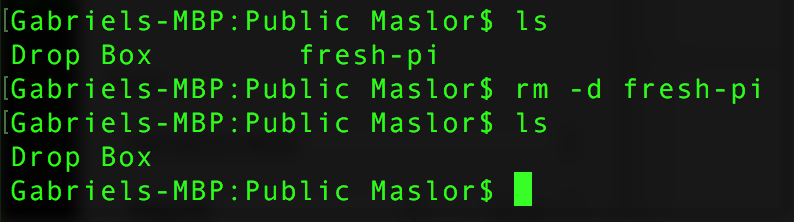 [Gabriels-MBP:Public Maslor$ ls
Drop Box        fresh-pi
[Gabriels-MBP:Public Maslor$ rm -d fresh-pi
[Gabriels-MBP:Public Maslor$ ls
Drop Box
Gabriels-MBP:Public Maslor$